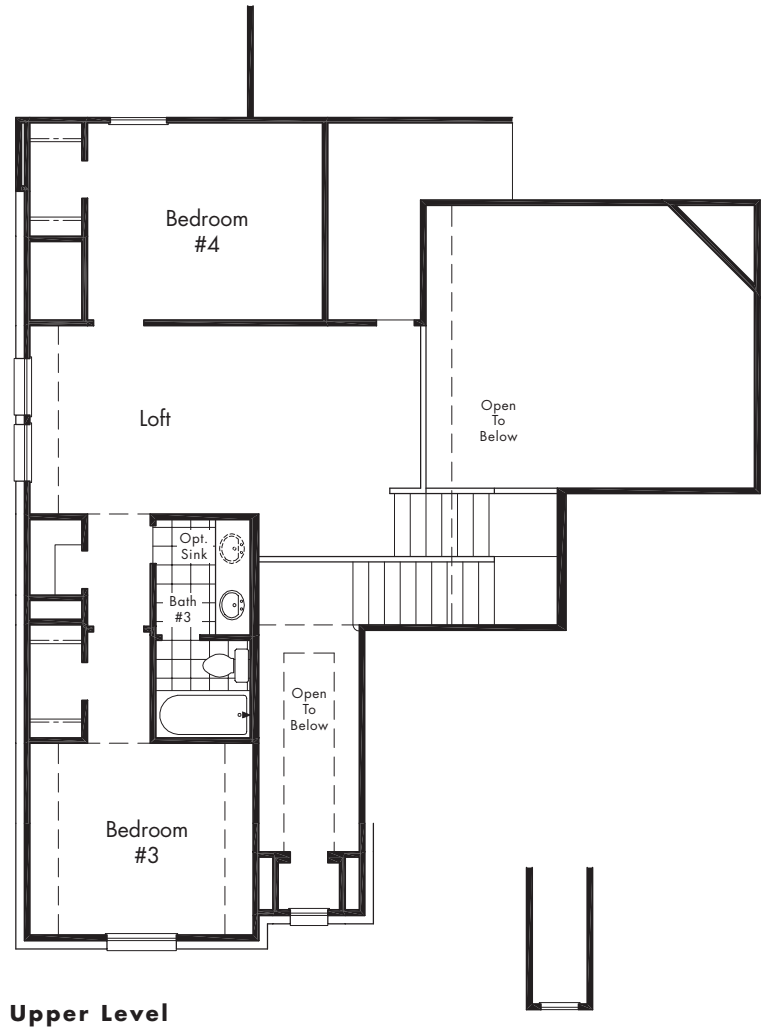 Bedroom
#4
Loft
Open
To
Below
Opt.
Sink
Bath
#3
Open
To
Below
Bedroom
#3
Upper Level